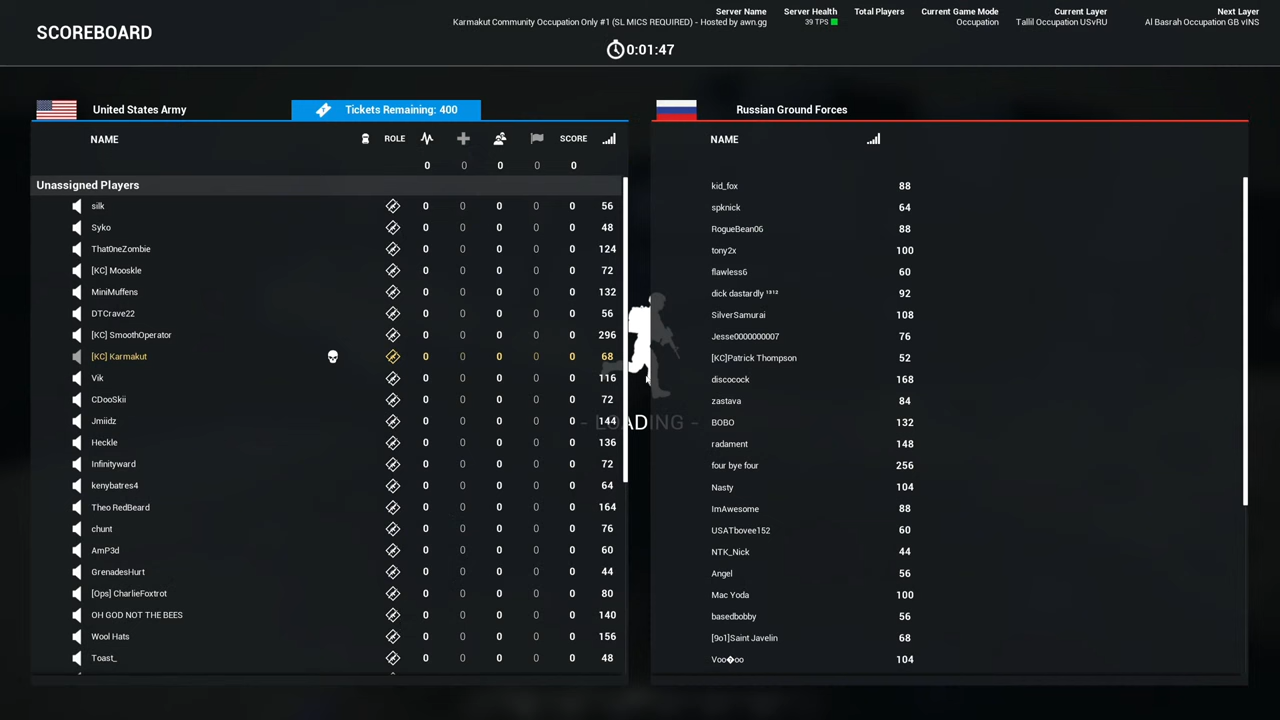 SCOREBOARD
Server Name
Karmakut Community Occupation Only #1 (SL MICS REQUIRED) - Hosted by awn.gg
Server Health
39 TPS
Total Players
Current Game Mode
Occupation
Current Layer
Tallil Occupation USvRU
Next Layer
Al Basrah Occupation GB vINS
0:01:47
United States Army
Tickets Remaining: 400
NAME ROLE SCORE
0 0 0 0 0
Unassigned Players
silk 0 0 0 0 0 56
Syko 0 0 0 0 0 48
That0neZombie 0 0 0 0 0 124
[KC] Mooskle 0 0 0 0 0 72
MiniMuffens 0 0 0 0 0 132
DTCrave22 0 0 0 0 0 56
[KC] SmoothOperator 0 0 0 0 0 296
[KC] Karmakut 0 0 0 0 0 68
Vik 0 0 0 0 0 116
CDooSkii 0 0 0 0 0 72
Jmiidz 0 0 0 0 0 144
Heckle 0 0 0 0 0 136
Infinityward 0 0 0 0 0 72
kenybatres4 0 0 0 0 0 64
Theo RedBeard 0 0 0 0 0 164
chunt 0 0 0 0 0 76
AmP3d 0 0 0 0 0 60
GrenadesHurt 0 0 0 0 0 44
[Ops] CharlieFoxtrot 0 0 0 0 0 80
OH GOD NOT THE BEES 0 0 0 0 0 140
Wool Hats 0 0 0 0 0 156
Toast_ 0 0 0 0 0 48
- LOADING -
Russian Ground Forces
NAME
kid_fox 88
spknick 64
RogueBean06 88
tony2x 100
flawless6 60
dick dastardly ¹³¹² 92
SilverSamurai 108
Jesse0000000007 76
[KC]Patrick Thompson 52
discocock 168
zastava 84
BOBO 132
radament 148
four bye four 256
Nasty 104
ImAwesome 88
USATbovee152 60
NTK_Nick 44
Angel 56
Mac Yoda 100
basedbobby 56
[9o1]Saint Javelin 68
Voo�oo 104